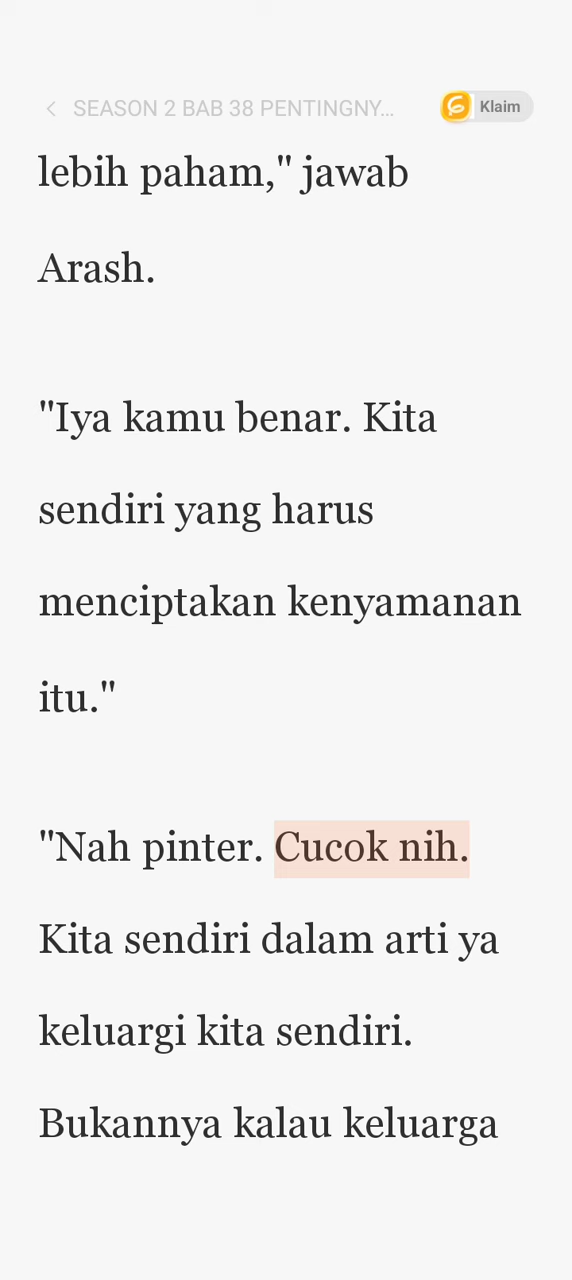 SEASON 2 BAB 38 PENTINGNY...
Klaim
lebih paham," jawab
Arash.
"Iya kamu benar. Kita
sendiri yang harus
menciptakan kenyamanan
itu."
"Nah pinter. Cucok nih.
Kita sendiri dalam arti ya
keluargi kita sendiri.
Bukannya kalau keluarga